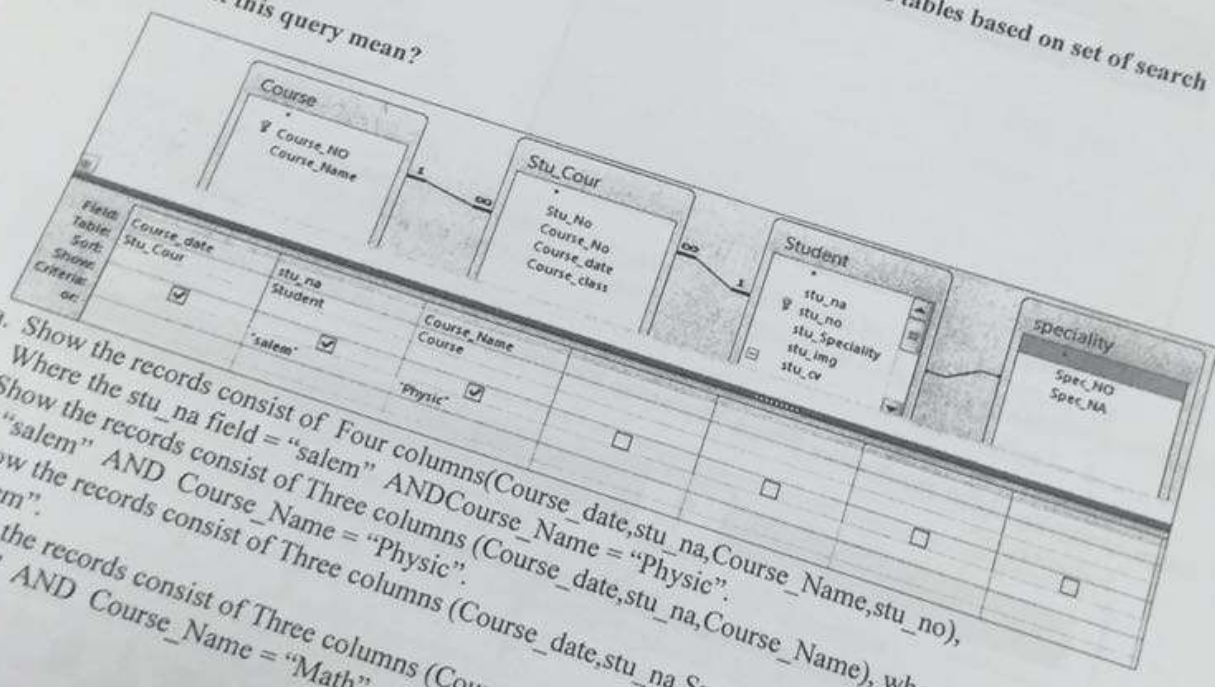 this query mean?
tables based on set of search
Course
*
Course_NO
Course_Name
1
∞
Stu_Cour
*
Stu_No
Course_No
Course_date
Course_class
∞
1
Student
*
stu_na
stu_no
stu_Speciality
stu_img
stu_cv
speciality
*
Spec_NO
Spec_NA
Field: Course_date stu_na Course_Name
Table: Stu_Cour Student Course
Sort:
Show:
Criteria: "salem" "Physic"
or:
Show the records consist of Four columns(Course_date,stu_na,Course_Name,stu_no),
Where the stu_na field = “salem” ANDCourse_Name = “Physic”.
Show the records consist of Three columns (Course_date,stu_na,Course_Name),
“salem” AND Course_Name = “Physic”.
the records consist of Three columns (Course_date,stu_na
the records consist of Three columns
AND Course_Name = “Math”